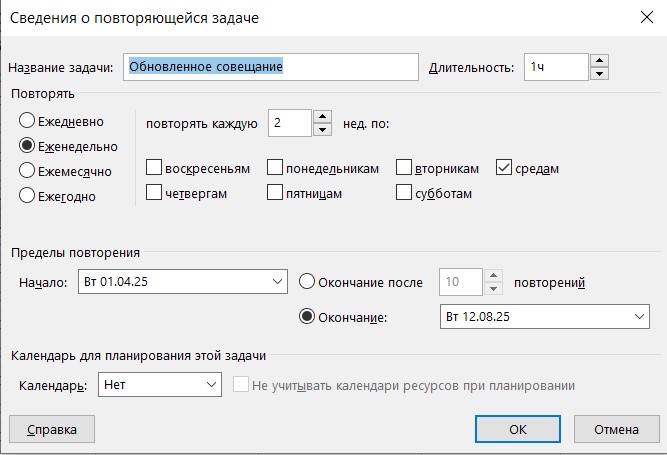 Сведения о повторяющейся задаче
Название задачи: Обновленное совещание Длительность: 1ч
Повторять
Ежедневно
Еженедельно
Ежемесячно
Ежегодно
повторять каждую 2 нед. по:
воскресеньям понедельникам вторникам средам
четвергам пятницам субботам
Пределы повторения
Начало: Вт 01.04.25 Окончание после 10 повторений
Окончание: Вт 12.08.25
Календарь для планирования этой задачи
Календарь: Нет Не учитывать календари ресурсов при планировании
Справка ОК Отмена